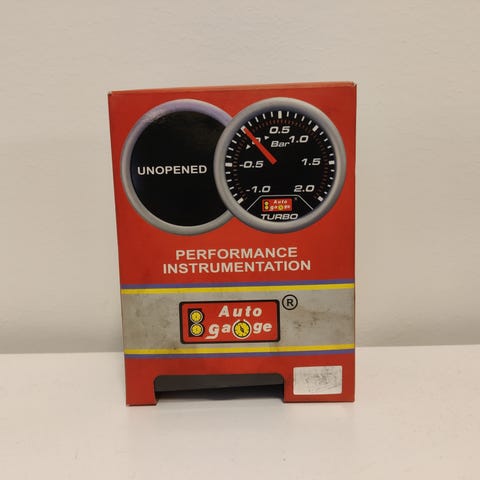 UNOPENED
0.5
0
Bar
1.0
-0.5
1.5
-1.0
2.0
Auto
gauge
TURBO
PERFORMANCE
INSTRUMENTATION
Auto
gauge
®